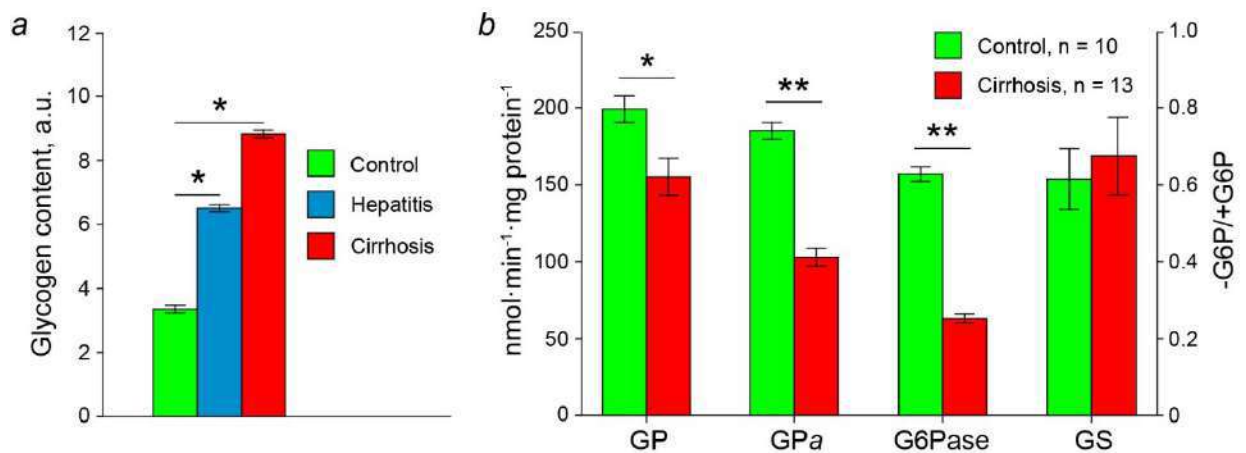 a
Glycogen content, a.u.
12
10
8
6
4
2
0
*
*
Control
Hepatitis
Cirrhosis
b
nmol·min⁻¹·mg protein⁻¹
250
200
150
100
50
0
*
**
**
Control, n = 10
Cirrhosis, n = 13
GP
GPa
G6Pase
GS
1.0
0.8
0.6
0.4
0.2
0
-G6P/+G6P